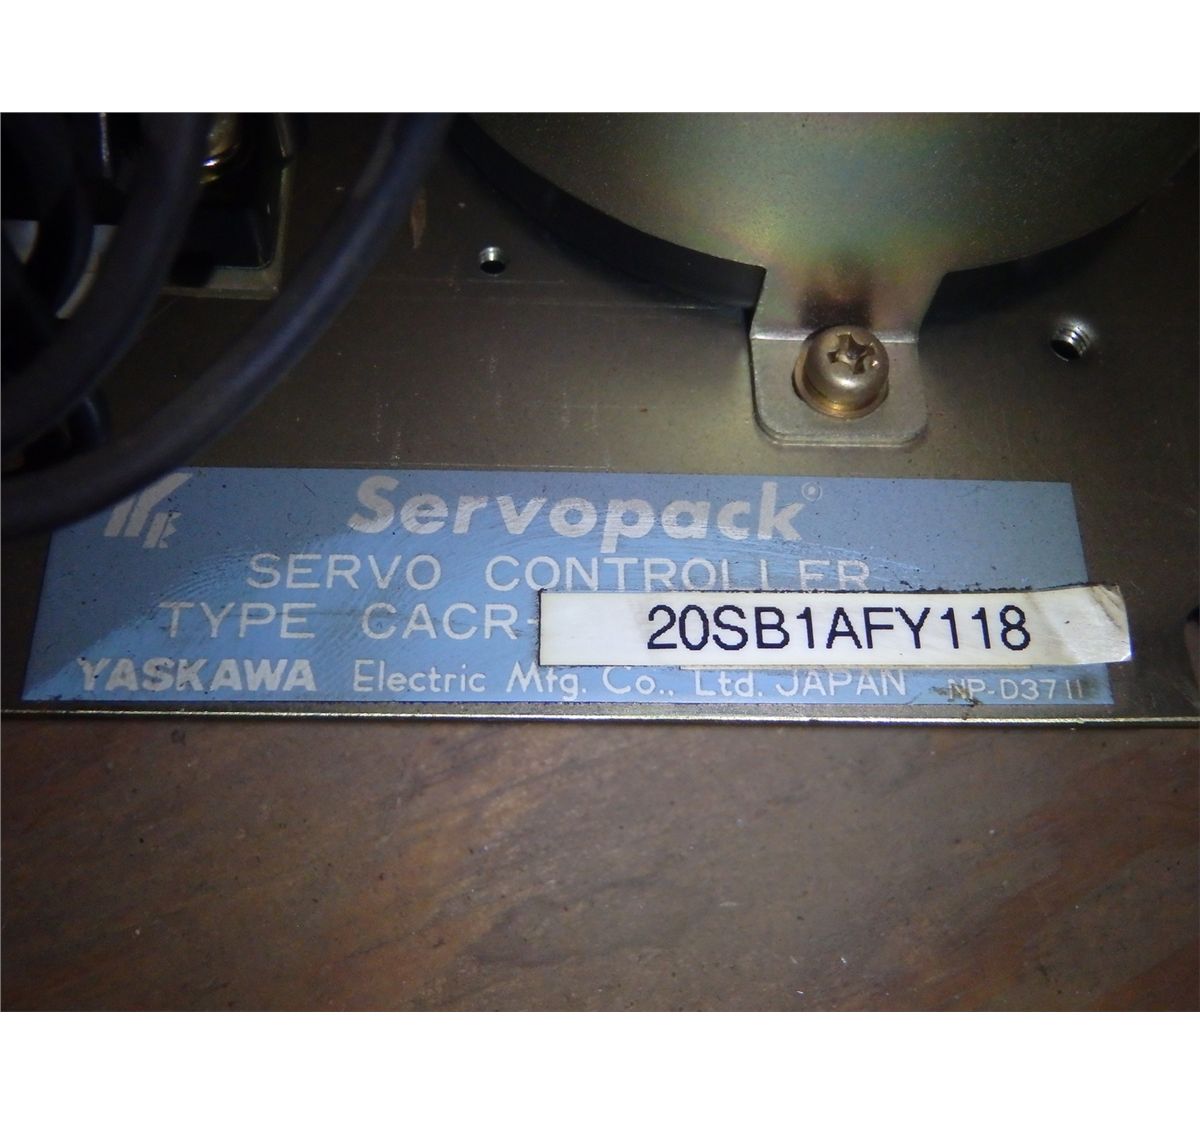 Servopack®
SERVO CONTROLLER
TYPE CACR-20SB1AFY118
YASKAWA Electric Mfg. Co., Ltd. JAPAN NP-D3711